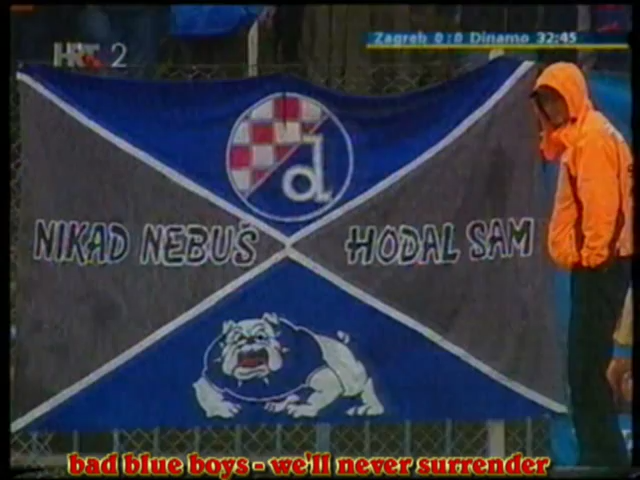 HRT 2
Zagreb 0:0 Dinamo 32:45
d
NIKAD NEBUŠ HODAL SAM
bad blue boys - we'll never surrender